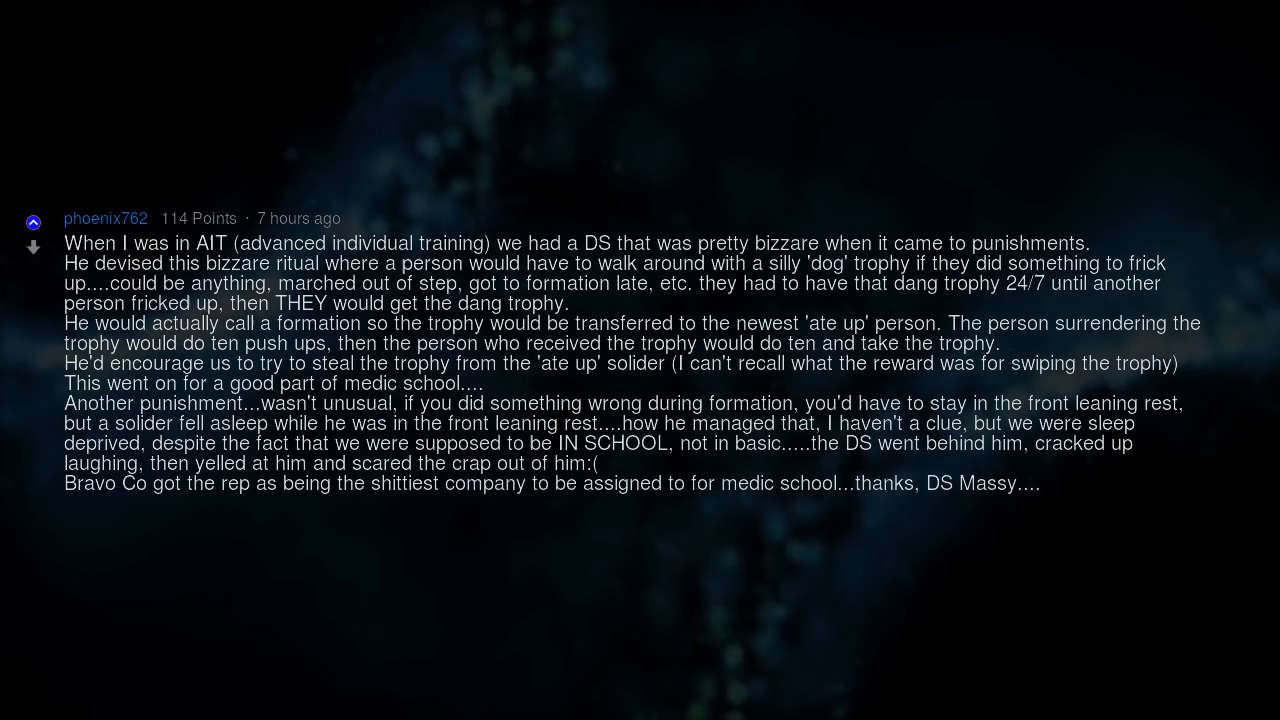 phoenix762 114 Points · 7 hours ago
When I was in AIT (advanced individual training) we had a DS that was pretty bizzare when it came to punishments.
He devised this bizzare ritual where a person would have to walk around with a silly 'dog' trophy if they did something to frick
up....could be anything, marched out of step, got to formation late, etc. they had to have that dang trophy 24/7 until another
person fricked up, then THEY would get the dang trophy.
He would actually call a formation so the trophy would be transferred to the newest 'ate up' person. The person surrendering the
trophy would do ten push ups, then the person who received the trophy would do ten and take the trophy.
He'd encourage us to try to steal the trophy from the 'ate up' solider (I can't recall what the reward was for swiping the trophy)
This went on for a good part of medic school....
Another punishment...wasn't unusual, if you did something wrong during formation, you'd have to stay in the front leaning rest,
but a solider fell asleep while he was in the front leaning rest....how he managed that, I haven't a clue, but we were sleep
deprived, despite the fact that we were supposed to be IN SCHOOL, not in basic.....the DS went behind him, cracked up
laughing, then yelled at him and scared the crap out of him:(
Bravo Co got the rep as being the shittiest company to be assigned to for medic school...thanks, DS Massy....